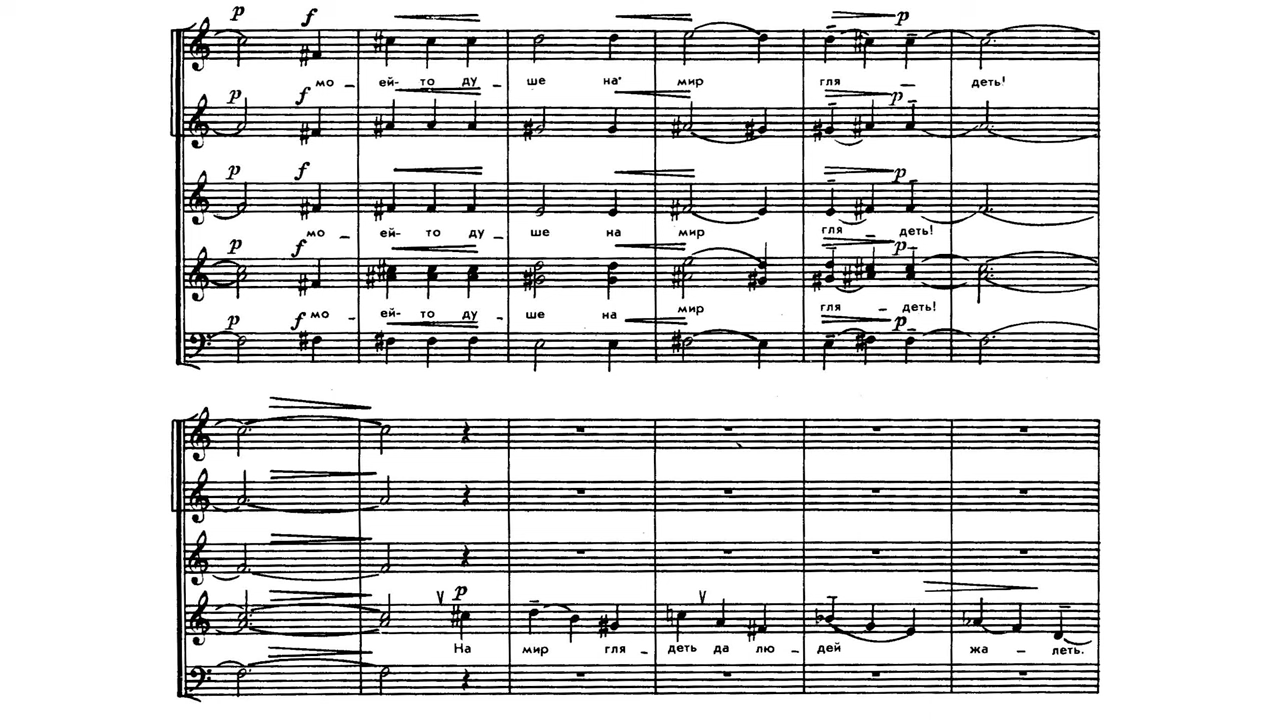 p f p
мо – ей- то ду – ше на мир гля – деть!
p f p
p f p
мо – ей- то ду – ше на мир гля деть!
p f p
мо – ей- то ду – ше на мир гля – деть!
p f p
p
На мир гля – деть да лю – дей жа – леть.